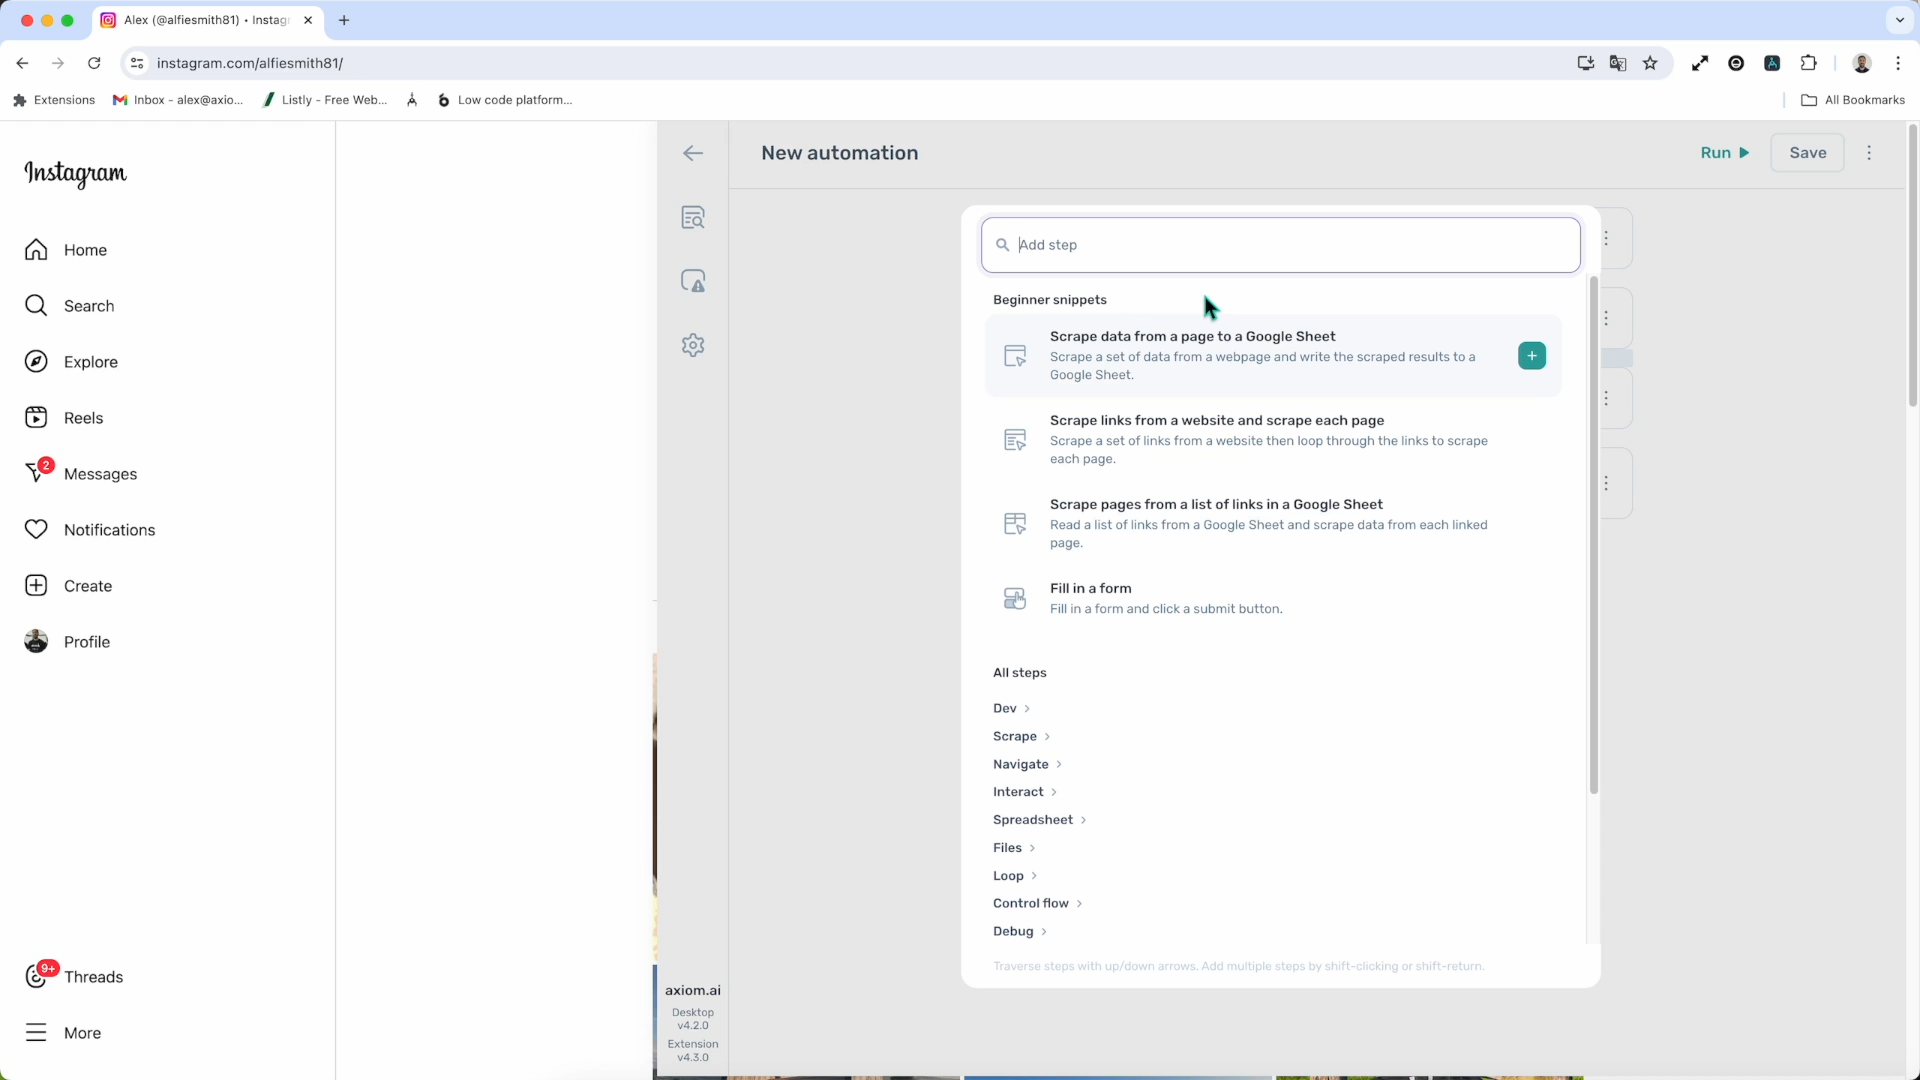 Alex (@alfiesmith81) • Instagr
instagram.com/alfiesmith81/
Extensions
Inbox - alex@axio...
Listly - Free Web...
Low code platform...
All Bookmarks
Instagram
Home
Search
Explore
Reels
2
Messages
Notifications
Create
Profile
9+
Threads
More
axiom.ai
Desktop
v4.2.0
Extension
v4.3.0
New automation
Run
Save
Add step
Beginner snippets
Scrape data from a page to a Google Sheet
Scrape a set of data from a webpage and write the scraped results to a
Google Sheet.
Scrape links from a website and scrape each page
Scrape a set of links from a website then loop through the links to scrape
each page.
Scrape pages from a list of links in a Google Sheet
Read a list of links from a Google Sheet and scrape data from each linked
page.
Fill in a form
Fill in a form and click a submit button.
All steps
Dev
Scrape
Navigate
Interact
Spreadsheet
Files
Loop
Control flow
Debug
Traverse steps with up/down arrows. Add multiple steps by shift-clicking or shift-return.